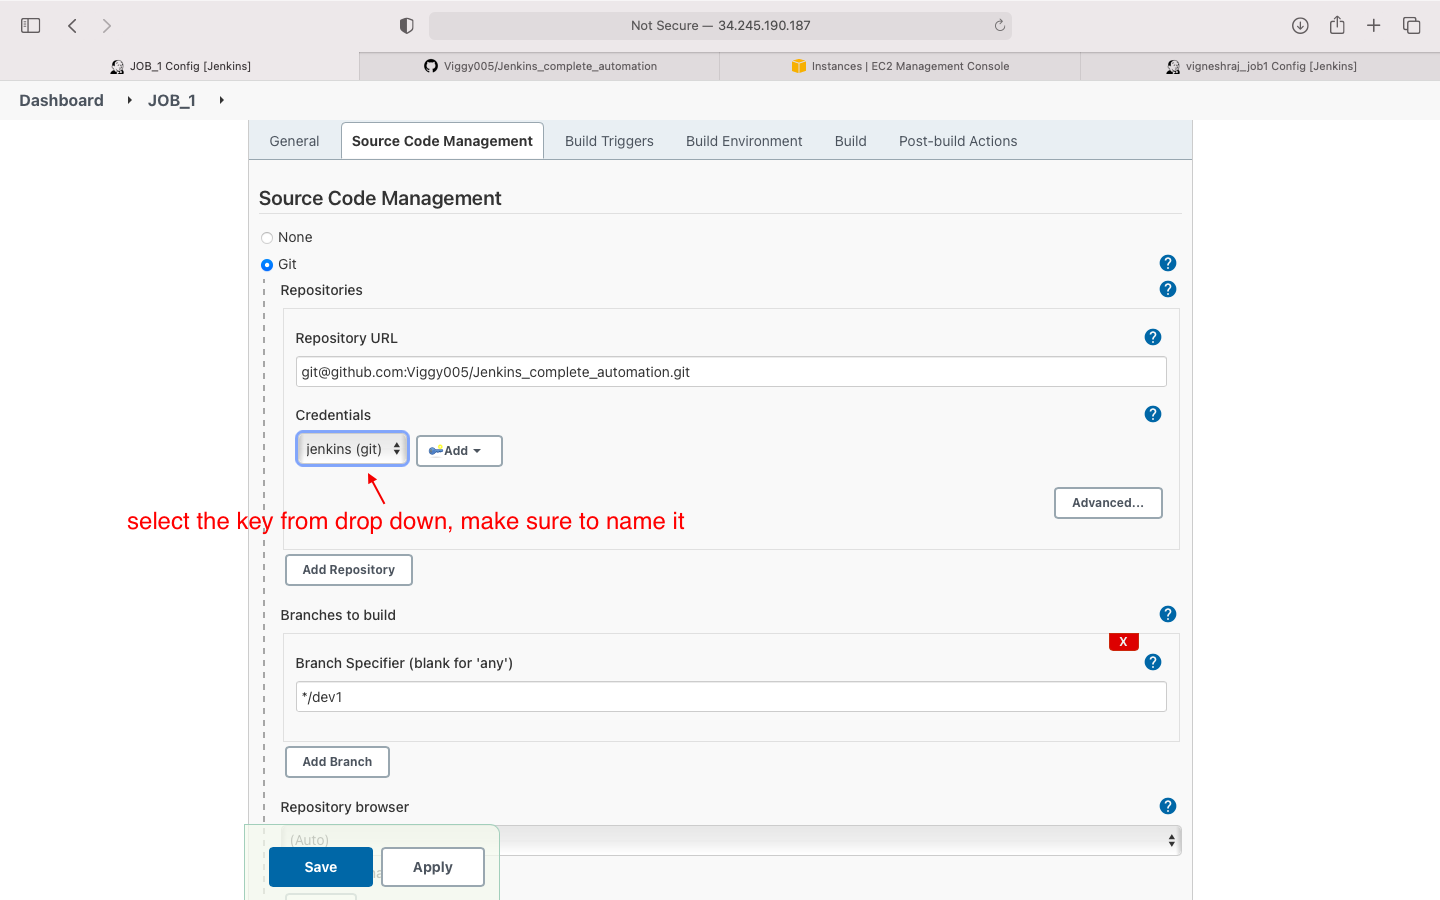 Not Secure — 34.245.190.187
JOB_1 Config [Jenkins]
Viggy005/Jenkins_complete_automation
Instances | EC2 Management Console
vigneshraj_job1 Config [Jenkins]
Dashboard
JOB_1
General
Source Code Management
Build Triggers
Build Environment
Build
Post-build Actions
Source Code Management
None
Git
?
Repositories
?
Repository URL
?
git@github.com:Viggy005/Jenkins_complete_automation.git
Credentials
?
jenkins (git)
Add
Advanced...
select the key from drop down, make sure to name it
Add Repository
Branches to build
?
X
Branch Specifier (blank for 'any')
?
*/dev1
Add Branch
Repository browser
?
(Auto)
Save
Apply